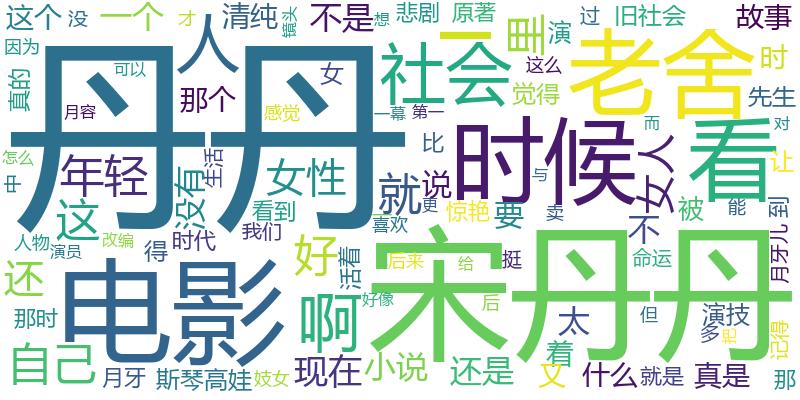 这个
没
一个
才
清纯
镜头
不是
想
悲剧
原著
过
旧社会
故事
因为
真的
可以
人
女
那个
社会
一
里
演
这么
觉得
老舍
时
先生
丹丹
月容
年轻
感觉
一幕
第一
比
时候
而
女人
看
对
让
怎么
中
没有
生活
女性
就
说
与
卖
不
被
能
到
这
看到
我们
喜欢
更
惊艳
要
人物
演员
改编
得
时代
好
活着
后来
给
挺
宋丹丹
命运
月牙儿
还
那时
电影
啊
好像
后
太
但
演技
多
把
记得
自己
月牙
斯琴高娃
妓女
现在
小说
还是
着
又
什么
就是
真是
那